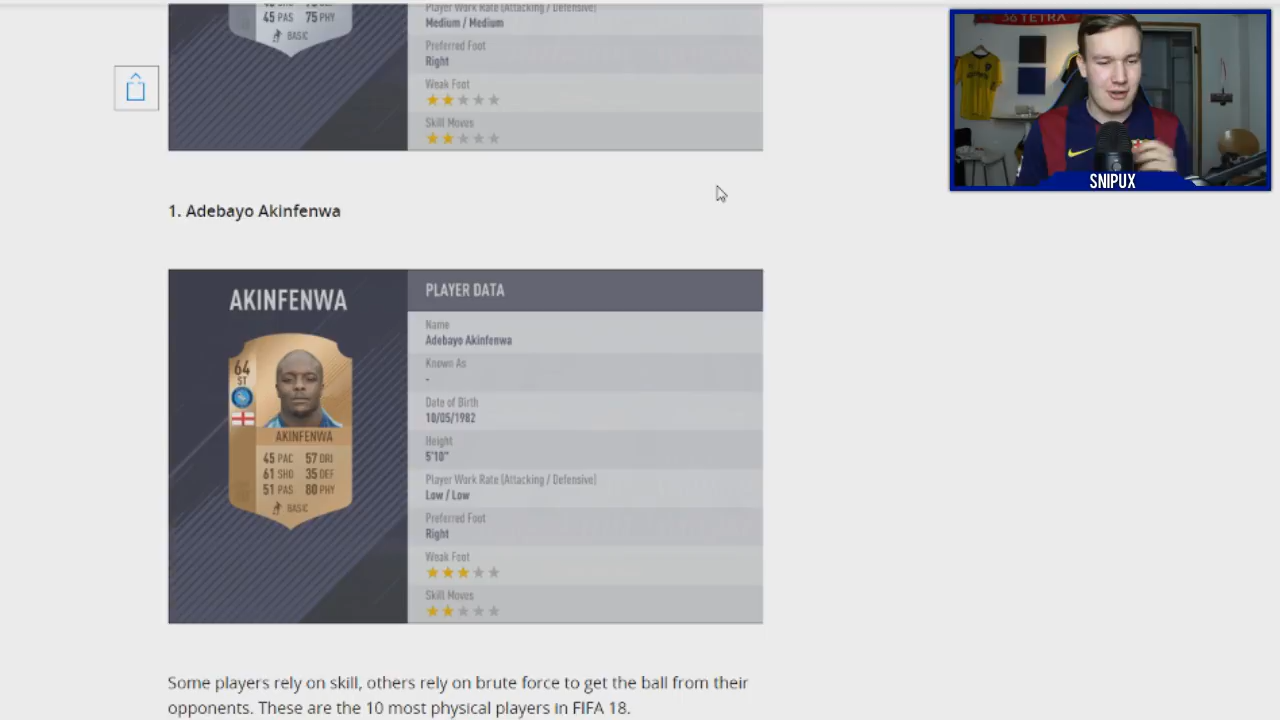 45 PAS 75 PHY
BASIC
Player Work Rate (Attacking / Defensive)
Medium / Medium
Preferred Foot
Right
Weak Foot
Skill Moves
SNIPUX
1. Adebayo Akinfenwa
AKINFENWA
64
ST
AKINFENWA
45 PAC 57 DRI
61 SHO 35 DEF
51 PAS 80 PHY
BASIC
PLAYER DATA
Name
Adebayo Akinfenwa
Known As
-
Date of Birth
10/05/1982
Height
5'10"
Player Work Rate (Attacking / Defensive)
Low / Low
Preferred Foot
Right
Weak Foot
Skill Moves
Some players rely on skill, others rely on brute force to get the ball from their
opponents. These are the 10 most physical players in FIFA 18.